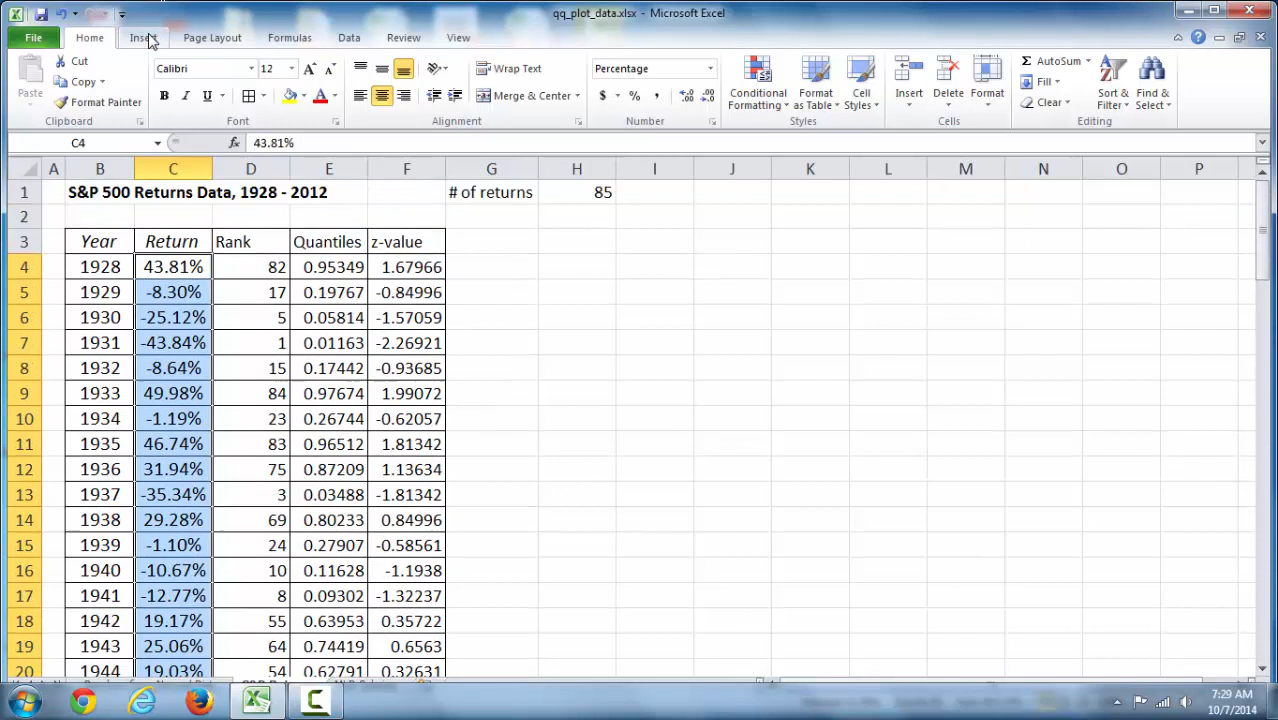 qq_plot_data.xlsx - Microsoft Excel
File Home Insert Page Layout Formulas Data Review View
Paste
Cut
Copy
Format Painter
Clipboard
Calibri 12
B I U
Font
Wrap Text
Merge & Center
Alignment
Percentage
$ % ,
Number
Conditional Formatting
Format as Table
Cell Styles
Styles
Insert Delete Format
Cells
AutoSum
Fill
Clear
Sort & Filter
Find & Select
Editing
C4 fx 43.81%
A B C D E F G H I J K L M N O P
1 S&P 500 Returns Data, 1928 - 2012 # of returns 85
2
3 Year Return Rank Quantiles z-value
4 1928 43.81% 82 0.95349 1.67966
5 1929 -8.30% 17 0.19767 -0.84996
6 1930 -25.12% 5 0.05814 -1.57059
7 1931 -43.84% 1 0.01163 -2.26921
8 1932 -8.64% 15 0.17442 -0.93685
9 1933 49.98% 84 0.97674 1.99072
10 1934 -1.19% 23 0.26744 -0.62057
11 1935 46.74% 83 0.96512 1.81342
12 1936 31.94% 75 0.87209 1.13634
13 1937 -35.34% 3 0.03488 -1.81342
14 1938 29.28% 69 0.80233 0.84996
15 1939 -1.10% 24 0.27907 -0.58561
16 1940 -10.67% 10 0.11628 -1.1938
17 1941 -12.77% 8 0.09302 -1.32237
18 1942 19.17% 55 0.63953 0.35722
19 1943 25.06% 64 0.74419 0.6563
20 1944 19.03% 54 0.62791 0.32631
7:29 AM
10/7/2014